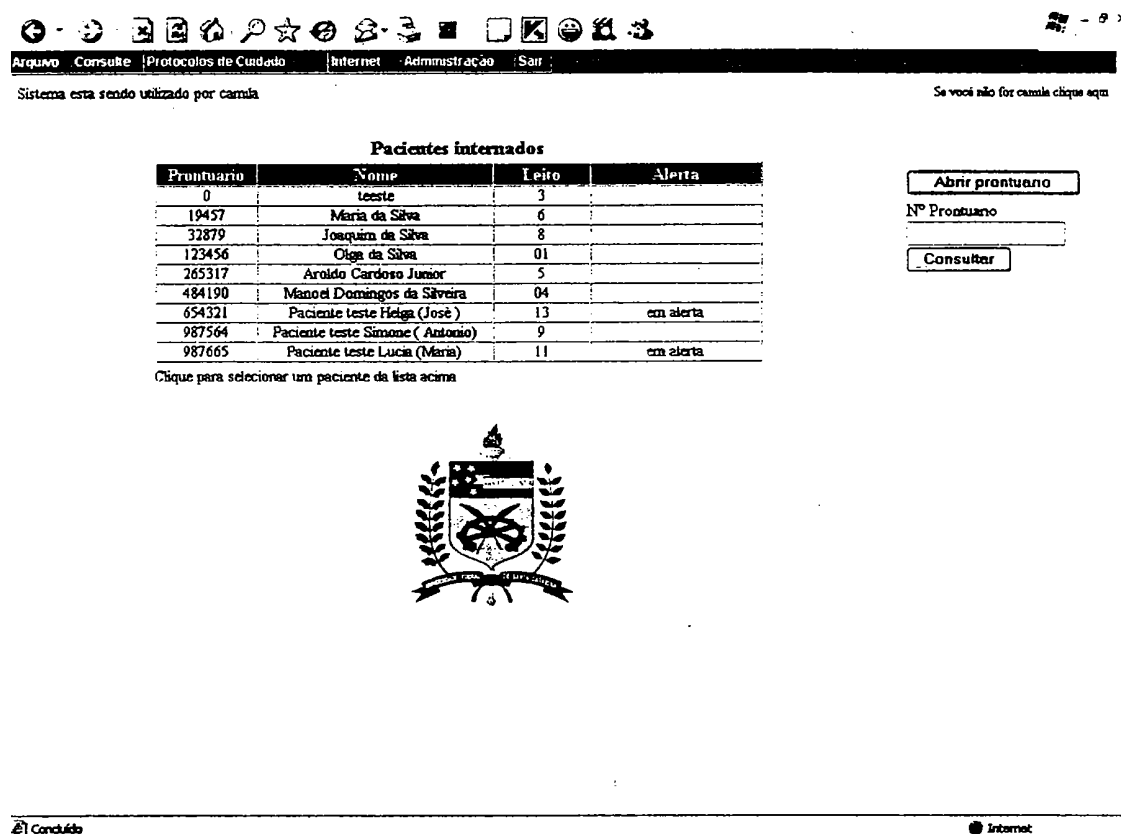 Arquivo Consulte Protocolos de Cuidado Internet Administração Sair
Sistema esta sendo utilizado por camila
Se você não for camila clique aqui
Pacientes internados
Prontuario Nome Leito Alerta
0 teeste 3
19457 Maria da Silva 6
32879 Joaquim da Silva 8
123456 Olga da Silva 01
265317 Aroldo Cardoso Junior 5
484190 Manoel Domingos da Silveira 04
654321 Paciente teste Helga (Josè ) 13 em alerta
987564 Paciente teste Simone ( Antonio) 9
987665 Paciente teste Lucia (Maria) 11 em alerta
Clique para selecionar um paciente da lista acima
Abrir prontuario
Nº Prontuario
Consultar
Concluído
Internet